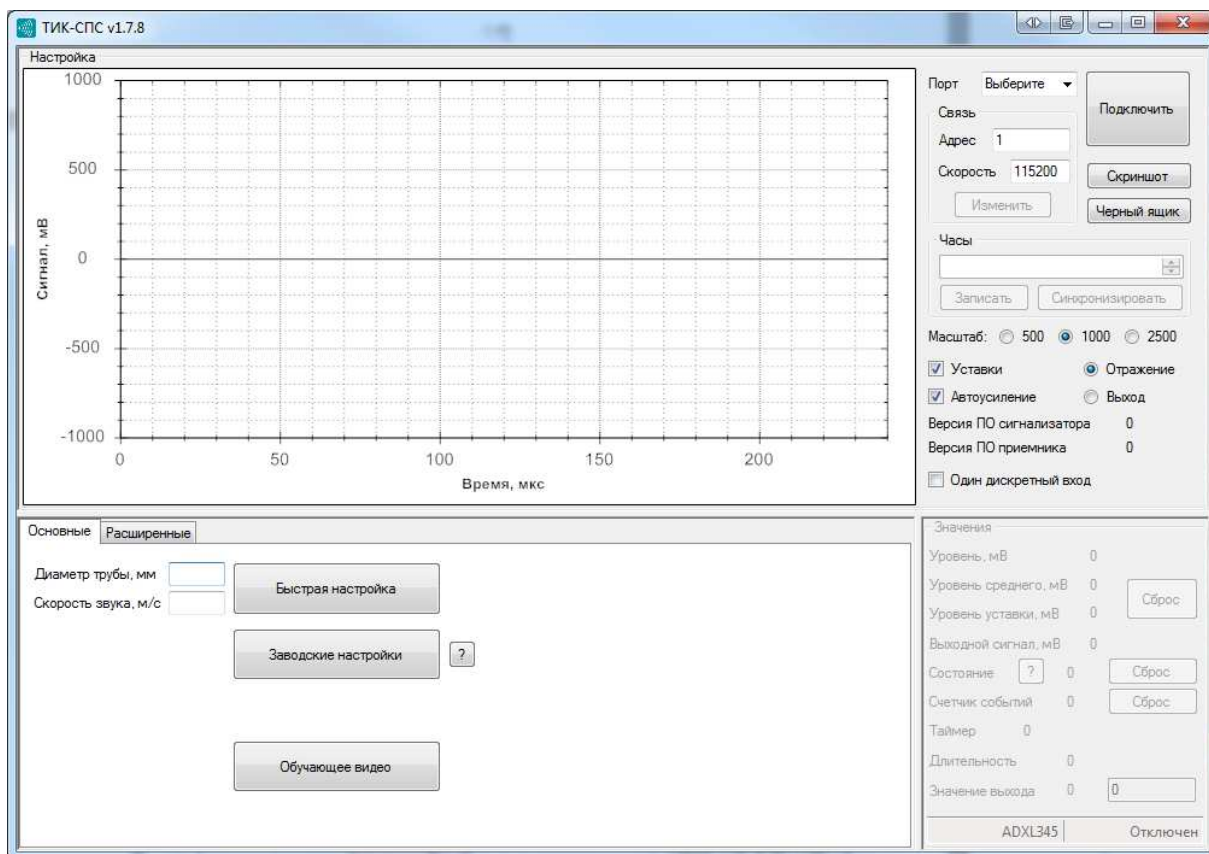 ТИК-СПС v1.7.8
Настройка
1000
500
0
-500
-1000
Сигнал, мВ
0 50 100 150 200
Время, мкс
Порт Выберите
Подключить
Связь
Адрес 1
Скорость 115200
Изменить
Скриншот
Черный ящик
Часы
Записать Синхронизировать
Масштаб: 500 1000 2500
Уставки Отражение
Автоусиление Выход
Версия ПО сигнализатора 0
Версия ПО приемника 0
Один дискретный вход
Основные Расширенные
Диаметр трубы, мм
Скорость звука, м/с
Быстрая настройка
Заводские настройки ?
Обучающее видео
Значения
Уровень, мВ 0
Уровень среднего, мВ 0
Сброс
Уровень уставки, мВ 0
Выходной сигнал, мВ 0
Состояние ? 0 Сброс
Счетчик событий 0 Сброс
Таймер 0
Длительность 0
Значение выхода 0 0
ADXL345 Отключен